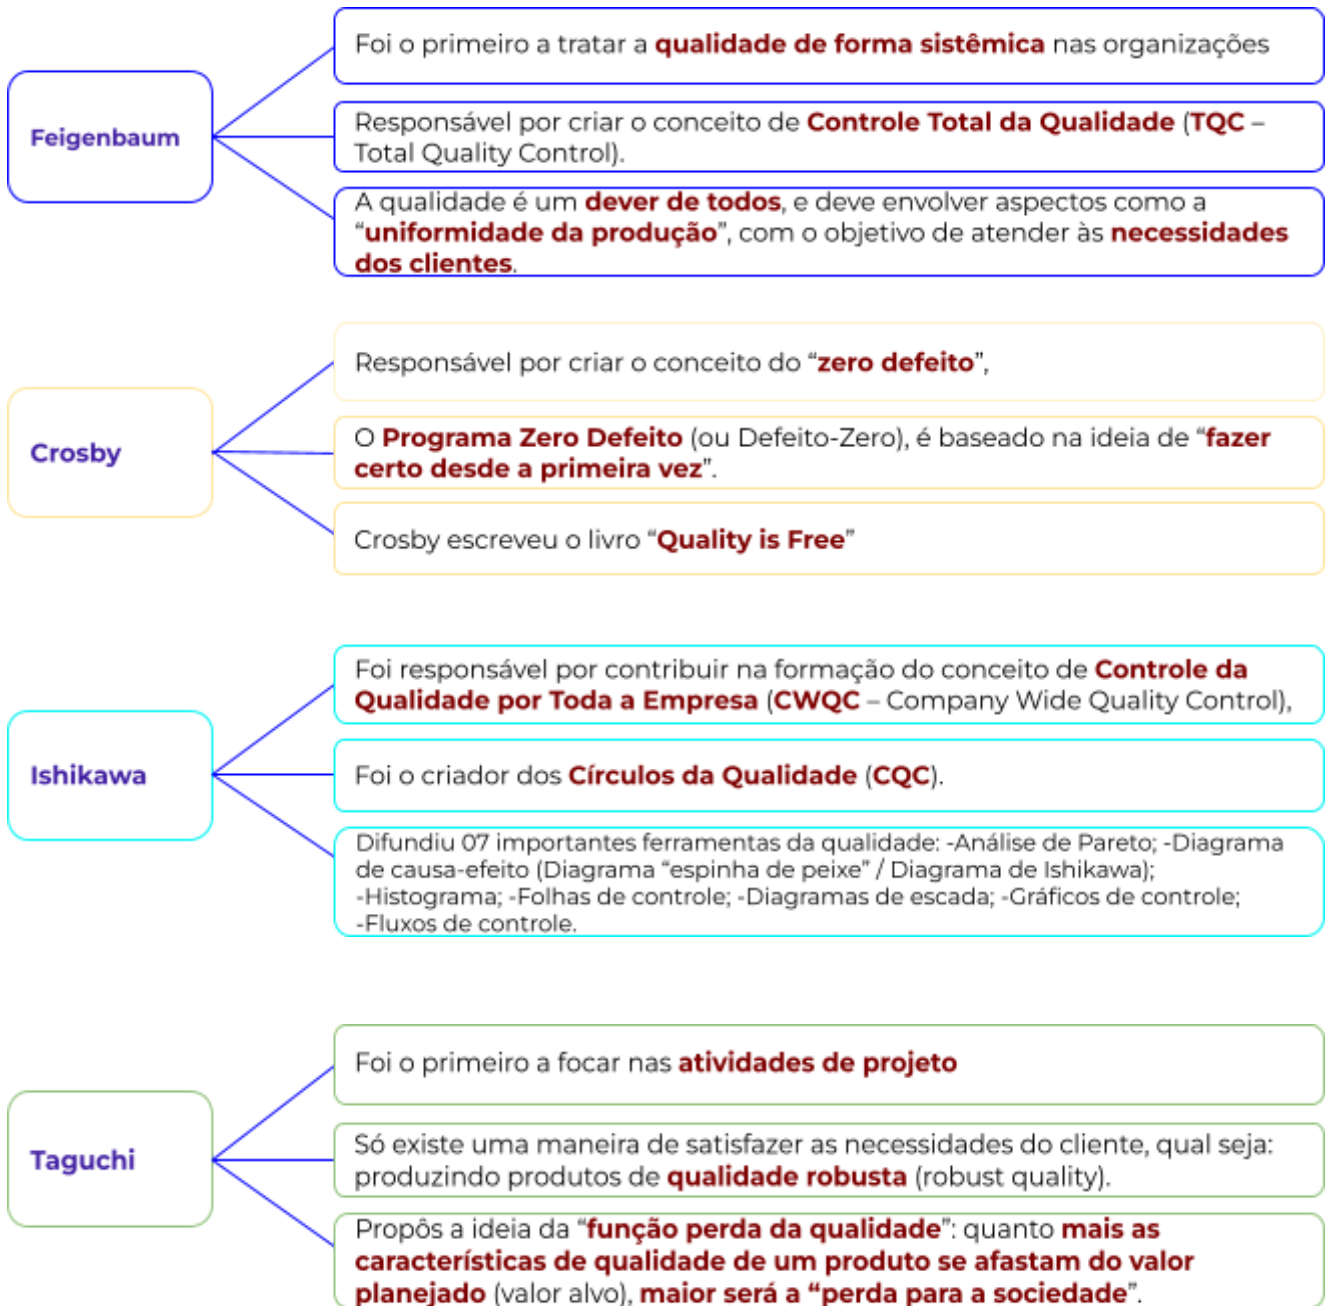 Foi o primeiro a tratar a qualidade de forma sistêmica nas organizações
Feigenbaum
Responsável por criar o conceito de Controle Total da Qualidade (TQC –
Total Quality Control).
A qualidade é um dever de todos, e deve envolver aspectos como a
“uniformidade da produção”, com o objetivo de atender às necessidades
dos clientes.
Responsável por criar o conceito do “zero defeito”,
Crosby
O Programa Zero Defeito (ou Defeito-Zero), é baseado na ideia de “fazer
certo desde a primeira vez”.
Crosby escreveu o livro “Quality is Free”
Foi responsável por contribuir na formação do conceito de Controle da
Qualidade por Toda a Empresa (CWQC – Company Wide Quality Control),
Ishikawa
Foi o criador dos Círculos da Qualidade (CQC).
Difundiu 07 importantes ferramentas da qualidade: -Análise de Pareto; -Diagrama
de causa-efeito (Diagrama “espinha de peixe” / Diagrama de Ishikawa);
-Histograma; -Folhas de controle; -Diagramas de escada; -Gráficos de controle;
-Fluxos de controle.
Foi o primeiro a focar nas atividades de projeto
Taguchi
Só existe uma maneira de satisfazer as necessidades do cliente, qual seja:
produzindo produtos de qualidade robusta (robust quality).
Propôs a ideia da “função perda da qualidade”: quanto mais as
características de qualidade de um produto se afastam do valor
planejado (valor alvo), maior será a “perda para a sociedade”.